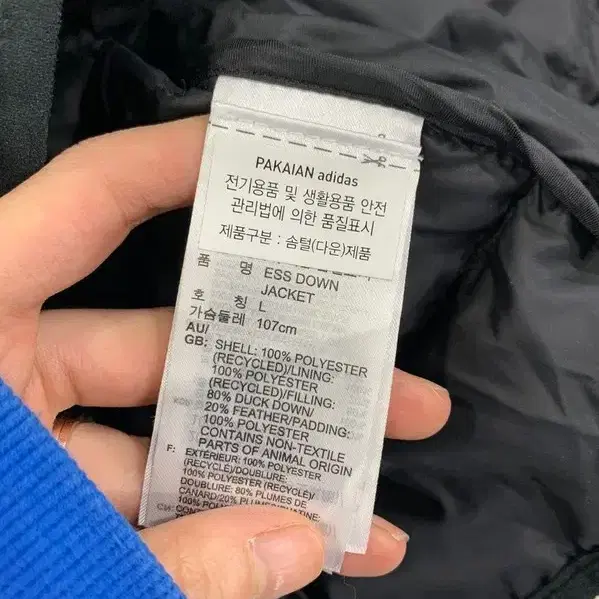 PAKAIAN adidas
전기용품 및 생활용품 안전
관리법에 의한 품질표시
제품구분 : 솜털(다운)제품
품 명 ESS DOWN
JACKET
호 칭 L
가슴둘레 107cm
AU/
GB: SHELL: 100% POLYESTER
(RECYCLED)/LINING:
100% POLYESTER
(RECYCLED)/FILLING:
80% DUCK DOWN/
20% FEATHER/PADDING:
100% POLYESTER
CONTAINS NON-TEXTILE
PARTS OF ANIMAL ORIGIN
F: EXTÉRIEUR: 100% POLYESTER
(RECYCLÉ)/DOUBLURE:
100% POLYESTER (RECYCLÉ)/
DOUBLURE: 80% PLUMES DE
CANARD/20% PLUMES